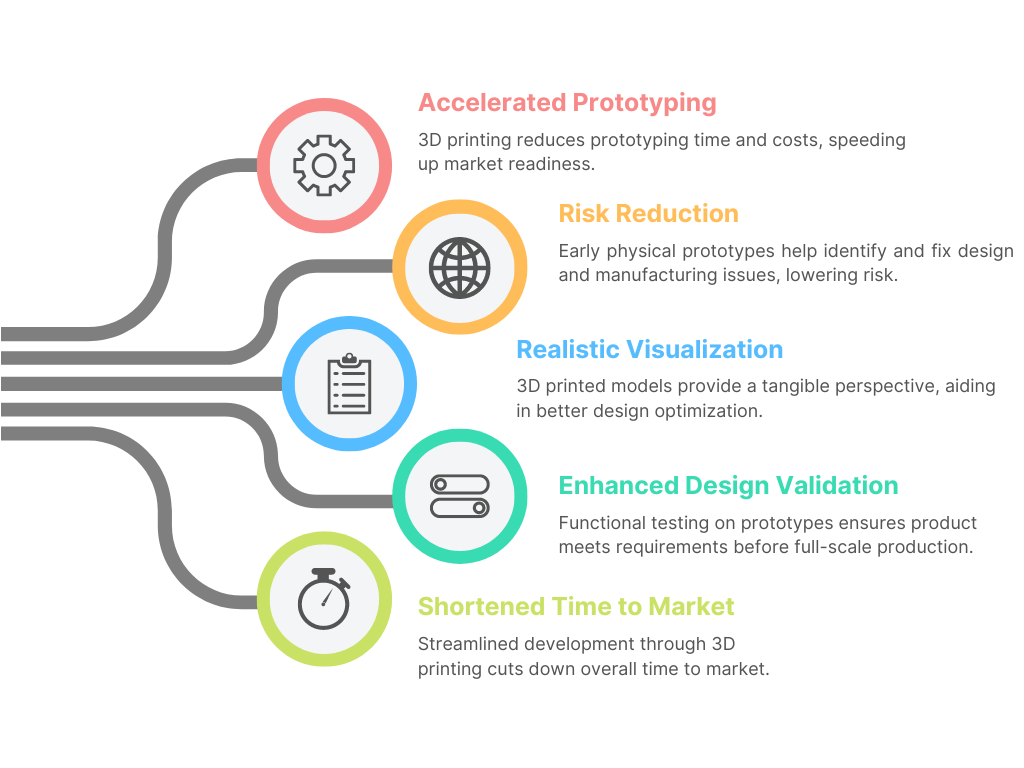 Accelerated Prototyping
3D printing reduces prototyping time and costs, speeding
up market readiness.
Risk Reduction
Early physical prototypes help identify and fix design
and manufacturing issues, lowering risk.
Realistic Visualization
3D printed models provide a tangible perspective, aiding
in better design optimization.
Enhanced Design Validation
Functional testing on prototypes ensures product
meets requirements before full-scale production.
Shortened Time to Market
Streamlined development through 3D
printing cuts down overall time to market.